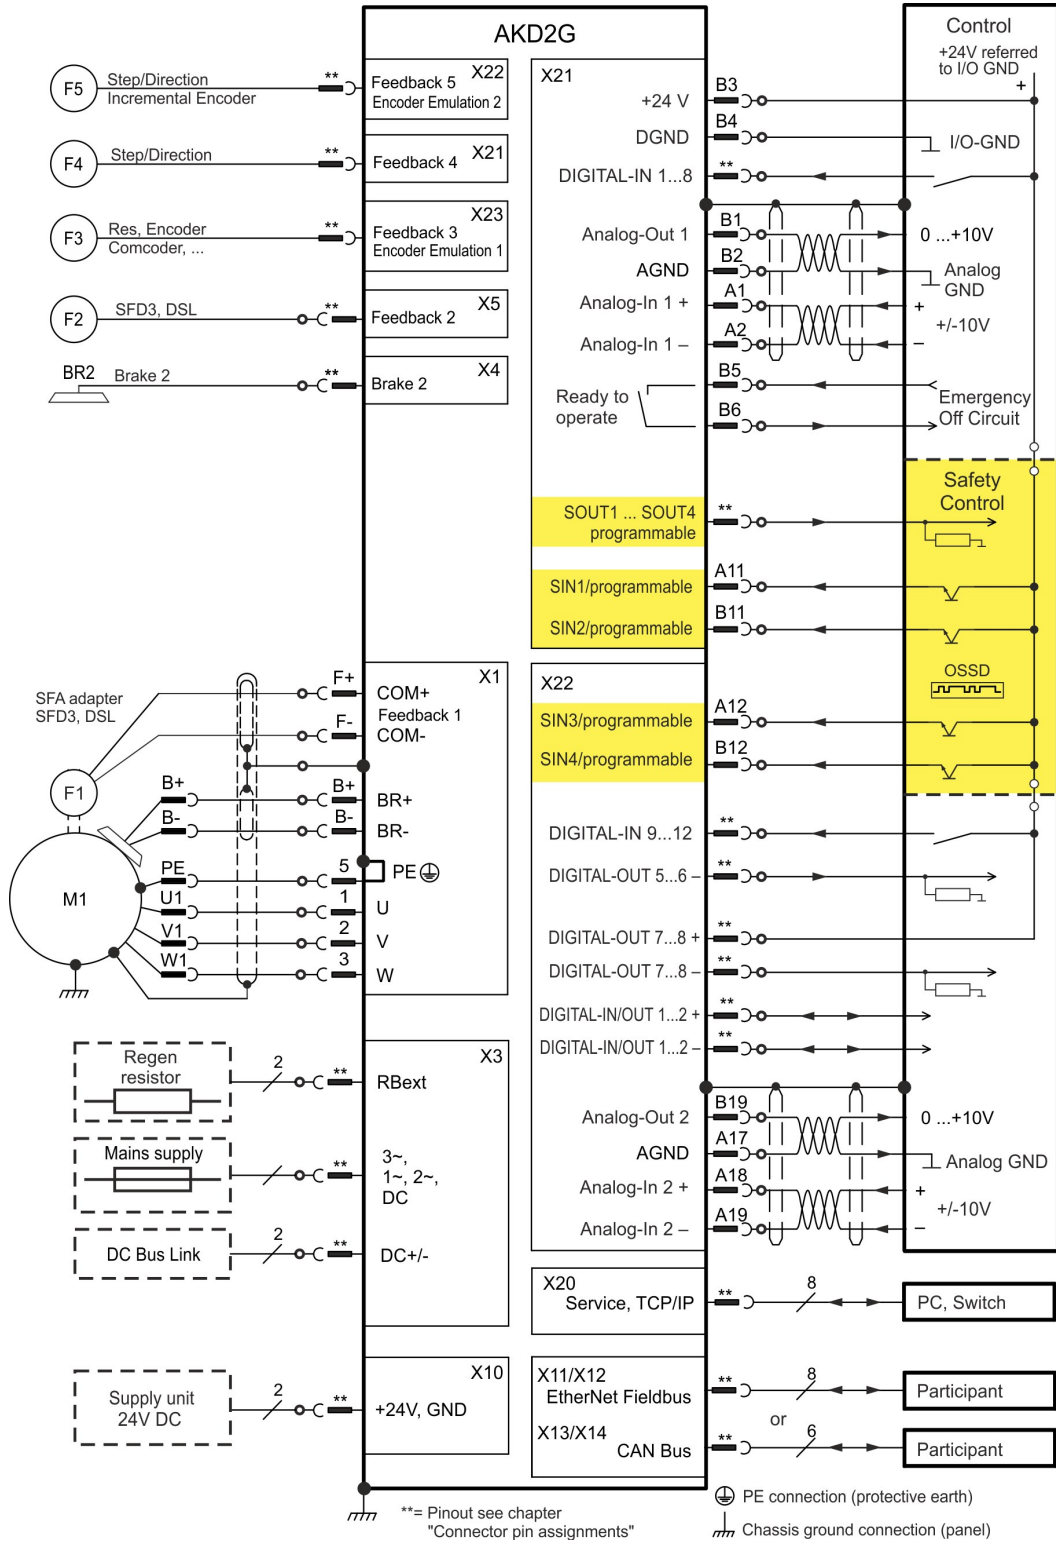 AKD2G
F5
Step/Direction
Incremental Encoder
**
X22
Feedback 5
Encoder Emulation 2
F4
Step/Direction
**
X21
Feedback 4
F3
Res, Encoder
Comcoder, ...
**
X23
Feedback 3
Encoder Emulation 1
F2
SFD3, DSL
**
X5
Feedback 2
BR2
Brake 2
**
X4
Brake 2
SFA adapter
SFD3, DSL
F1
M1
F+
F-
B+
B-
B+
B-
PE
U1
V1
W1
5
1
2
3
X1
COM+
Feedback 1
COM-
BR+
BR-
PE
U
V
W
Regen
resistor
2
**
X3
RBext
Mains supply
**
3~,
1~, 2~,
DC
DC Bus Link
2
**
DC+/-
Supply unit
24V DC
2
**
X10
+24V, GND
**= Pinout see chapter
"Connector pin assignments"
X21
+24 V
B3
DGND
B4
DIGITAL-IN 1...8
**
Analog-Out 1
B1
AGND
B2
Analog-In 1 +
A1
Analog-In 1 –
A2
Ready to
operate
B5
B6
SOUT1 ... SOUT4
programmable
**
SIN1/programmable
A11
SIN2/programmable
B11
X22
SIN3/programmable
A12
SIN4/programmable
B12
DIGITAL-IN 9...12
**
DIGITAL-OUT 5...6 –
**
DIGITAL-OUT 7...8 +
**
DIGITAL-OUT 7...8 –
**
DIGITAL-IN/OUT 1...2 +
**
DIGITAL-IN/OUT 1...2 –
**
Analog-Out 2
B19
AGND
A17
Analog-In 2 +
A18
Analog-In 2 –
A19
X20
Service, TCP/IP
**
8
PC, Switch
X11/X12
EtherNet Fieldbus
**
8
Participant
or
X13/X14
CAN Bus
**
6
Participant
Control
+24V referred
to I/O GND
+
I/O-GND
0 ...+10V
Analog
GND
+
+/-10V
–
Emergency
Off Circuit
Safety
Control
OSSD
0 ...+10V
Analog GND
+
+/-10V
–
PE connection (protective earth)
Chassis ground connection (panel)